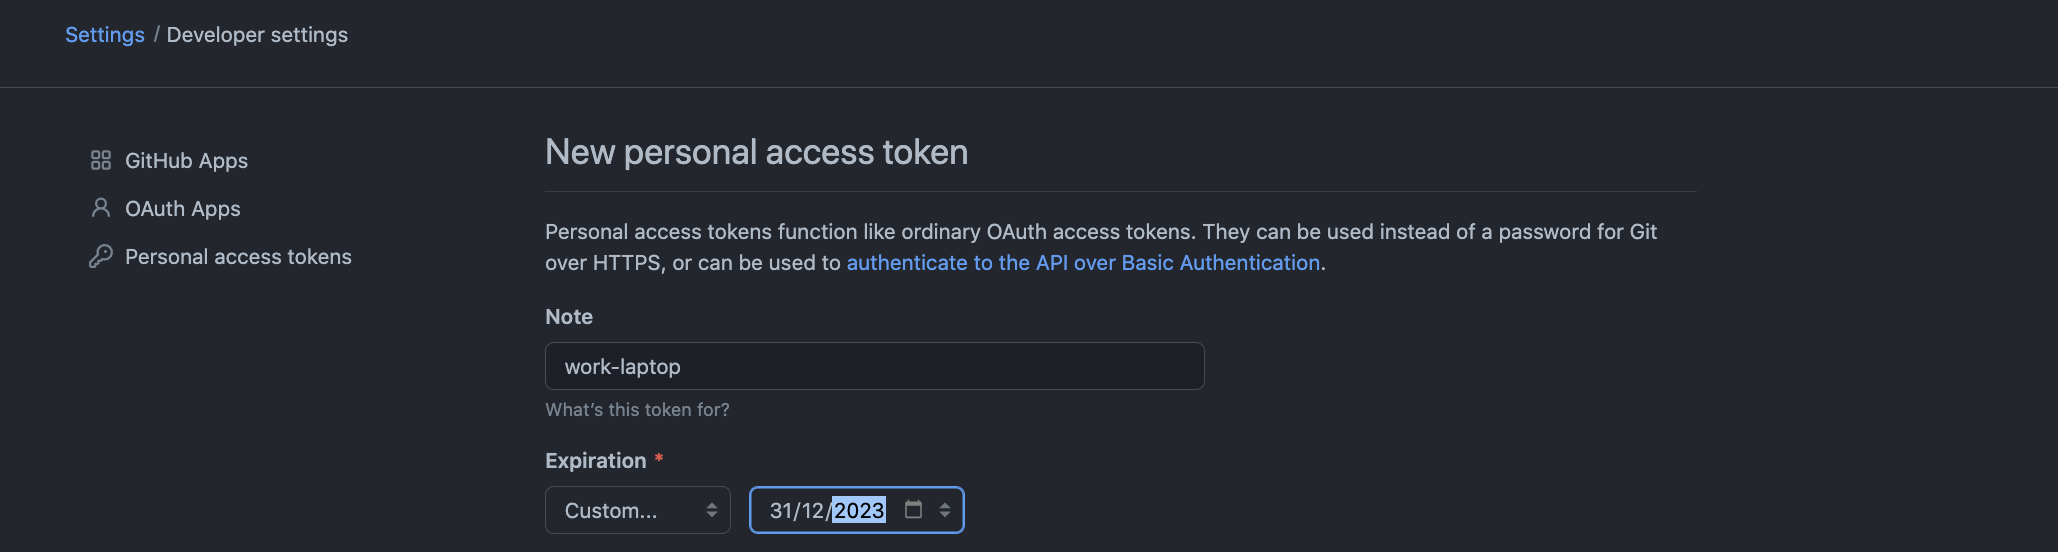 Settings / Developer settings
GitHub Apps
OAuth Apps
Personal access tokens
New personal access token
Personal access tokens function like ordinary OAuth access tokens. They can be used instead of a password for Git
over HTTPS, or can be used to authenticate to the API over Basic Authentication.
Note
work-laptop
What's this token for?
Expiration *
Custom... 31/12/2023